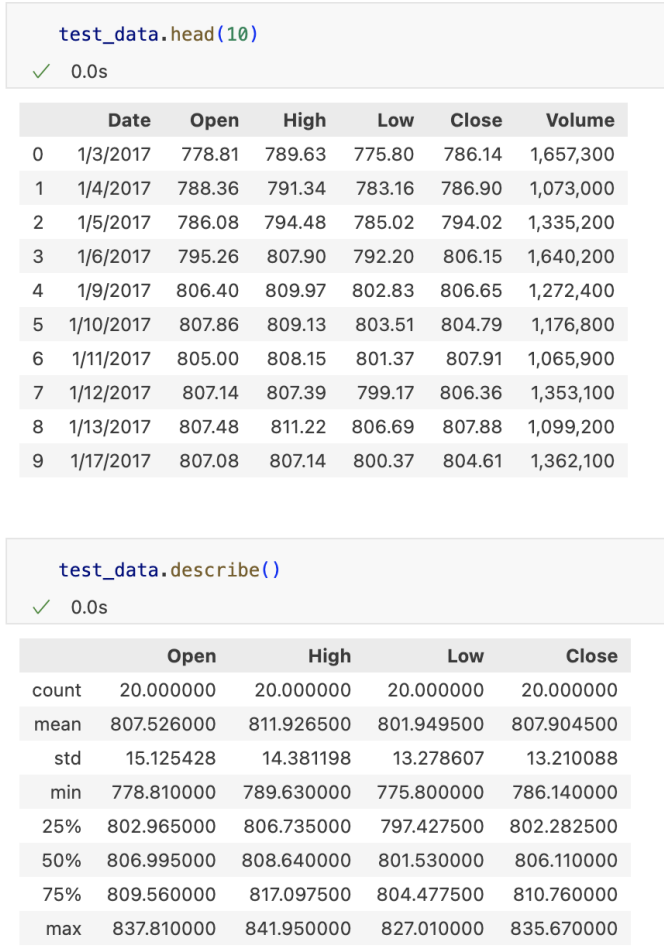 test_data.head(10)
0.0s
Date Open High Low Close Volume
0 1/3/2017 778.81 789.63 775.80 786.14 1,657,300
1 1/4/2017 788.36 791.34 783.16 786.90 1,073,000
2 1/5/2017 786.08 794.48 785.02 794.02 1,335,200
3 1/6/2017 795.26 807.90 792.20 806.15 1,640,200
4 1/9/2017 806.40 809.97 802.83 806.65 1,272,400
5 1/10/2017 807.86 809.13 803.51 804.79 1,176,800
6 1/11/2017 805.00 808.15 801.37 807.91 1,065,900
7 1/12/2017 807.14 807.39 799.17 806.36 1,353,100
8 1/13/2017 807.48 811.22 806.69 807.88 1,099,200
9 1/17/2017 807.08 807.14 800.37 804.61 1,362,100
test_data.describe()
0.0s
Open High Low Close
count 20.000000 20.000000 20.000000 20.000000
mean 807.526000 811.926500 801.949500 807.904500
std 15.125428 14.381198 13.278607 13.210088
min 778.810000 789.630000 775.800000 786.140000
25% 802.965000 806.735000 797.427500 802.282500
50% 806.995000 808.640000 801.530000 806.110000
75% 809.560000 817.097500 804.477500 810.760000
max 837.810000 841.950000 827.010000 835.670000